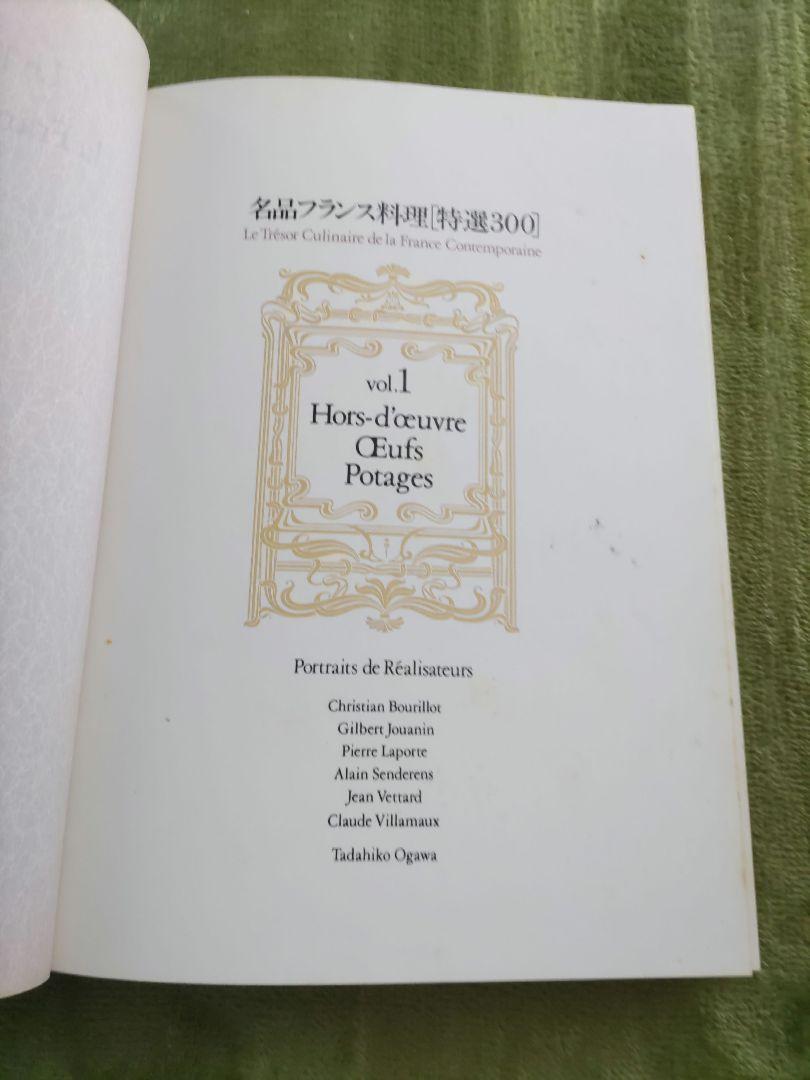 名品フランス料理[特選300]
Le Trésor Culinaire de la France Contemporaine
vol.1
Hors-d'œuvre
Œufs
Potages
Portraits de Réalisateurs
Christian Bourillot
Gilbert Jouanin
Pierre Laporte
Alain Senderens
Jean Vettard
Claude Villamaux
Tadahiko Ogawa